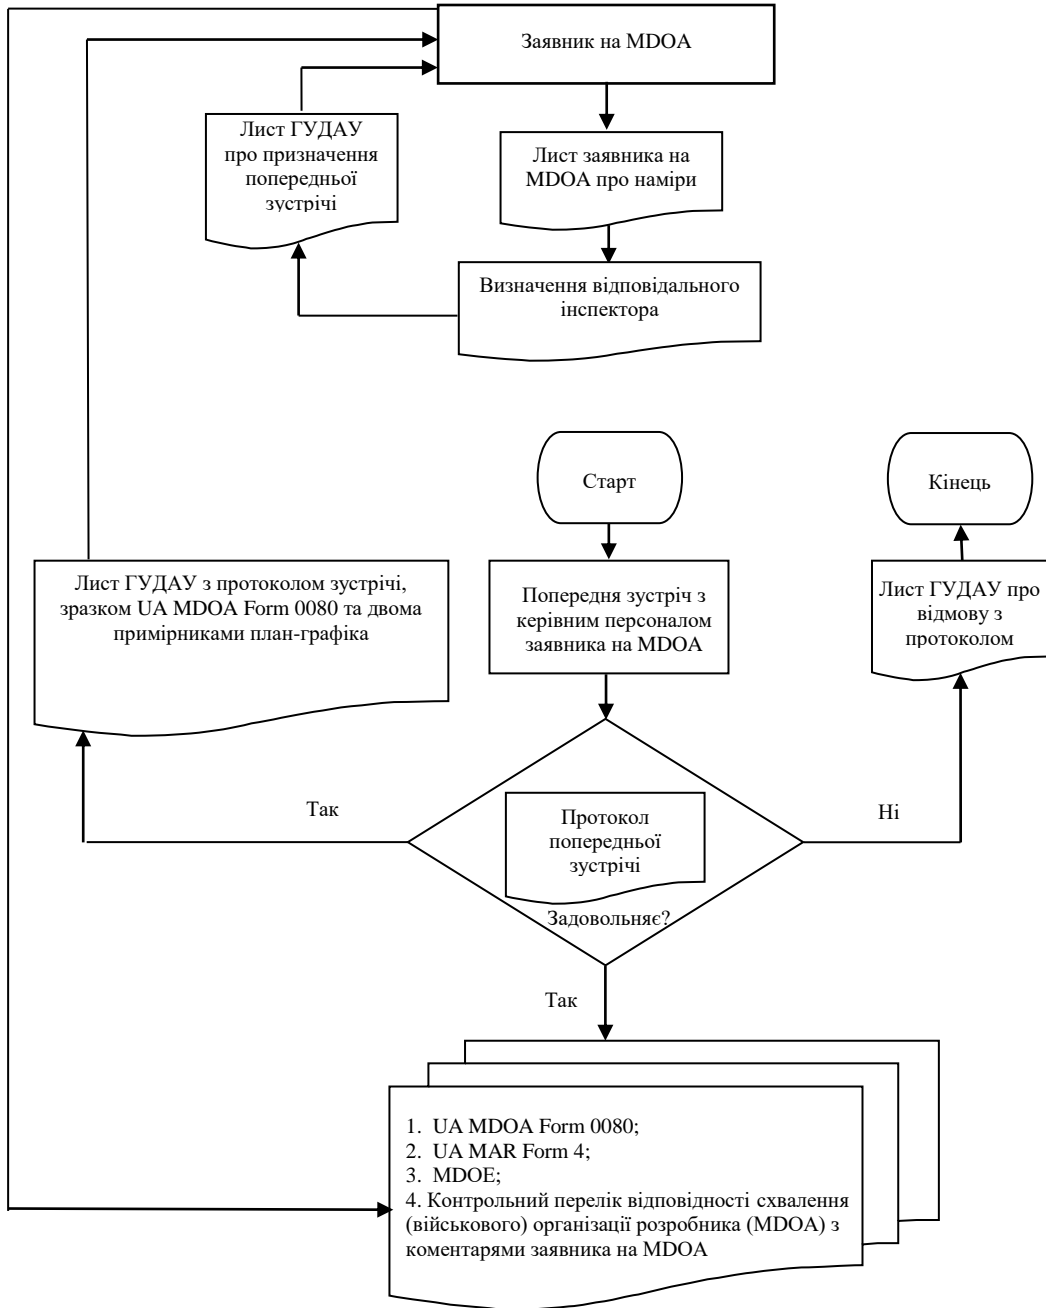 Заявник на MDOA
Лист ГУДАУ
про призначення
попередньої
зустрічі
Лист заявника на
MDOA про наміри
Визначення відповідального
інспектора
Старт
Кінець
Лист ГУДАУ з протоколом зустрічі,
зразком UA MDOA Form 0080 та двома
примірниками план-графіка
Попередня зустріч з
керівним персоналом
заявника на MDOA
Лист ГУДАУ про
відмову з
протоколом
Так
Ні
Протокол
попередньої
зустрічі
Задовольняє?
Так
1. UA MDOA Form 0080;
2. UA MAR Form 4;
3. MDOE;
4. Контрольний перелік відповідності схвалення
(військового) організації розробника (MDOA) з
коментарями заявника на MDOA